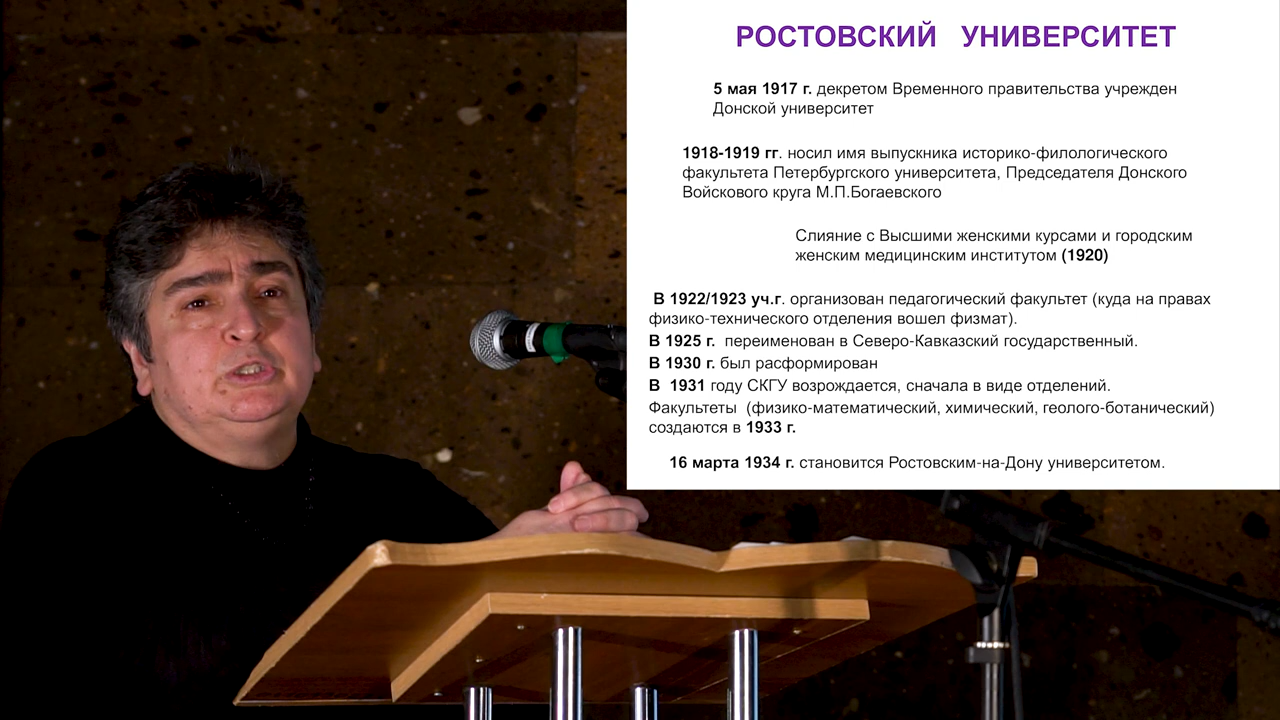 РОСТОВСКИЙ УНИВЕРСИТЕТ
5 мая 1917 г. декретом Временного правительства учрежден
Донской университет
1918-1919 гг. носил имя выпускника историко-филологического
факультета Петербургского университета, Председателя Донского
Войскового круга М.П.Богаевского
Слияние с Высшими женскими курсами и городским
женским медицинским институтом (1920)
В 1922/1923 уч.г. организован педагогический факультет (куда на правах
физико-технического отделения вошел физмат).
В 1925 г. переименован в Северо-Кавказский государственный.
В 1930 г. был расформирован
В 1931 году СКГУ возрождается, сначала в виде отделений.
Факультеты (физико-математический, химический, геолого-ботанический)
создаются в 1933 г.
16 марта 1934 г. становится Ростовским-на-Дону университетом.